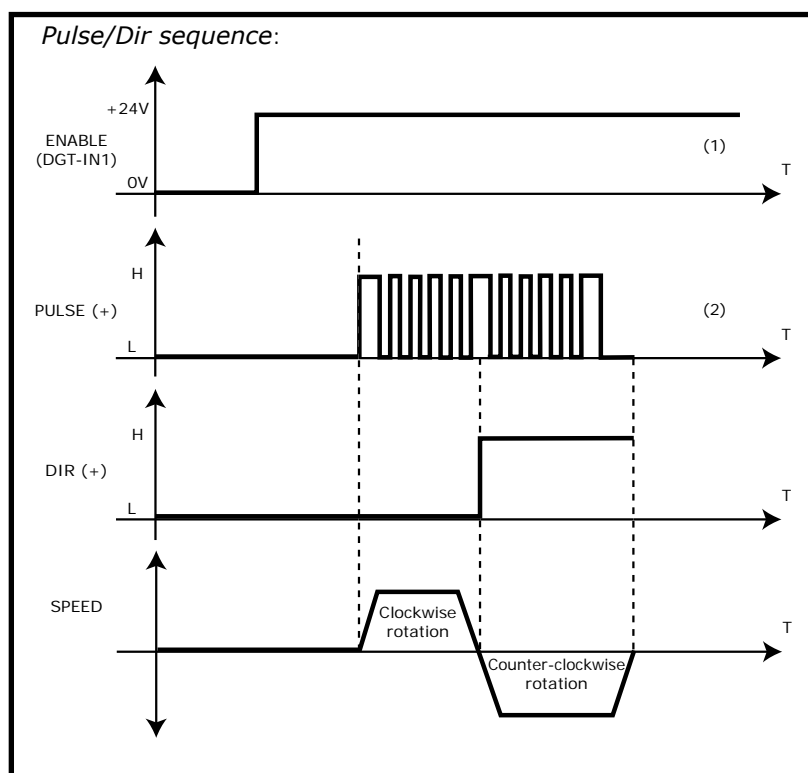 Pulse/Dir sequence:
+24V
ENABLE
(DGT-IN1)
(1)
0V
T
H
PULSE (+)
(2)
L
T
H
DIR (+)
L
T
SPEED
Clockwise
rotation
T
Counter-clockwise
rotation